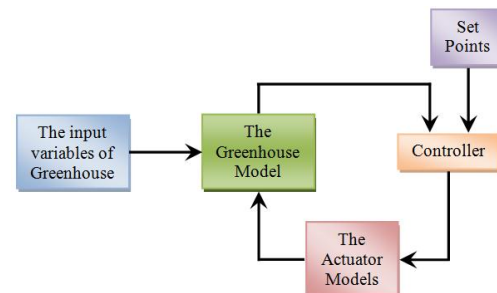 Set
Points
The input
variables of
Greenhouse
The
Greenhouse
Model
Controller
The
Actuator
Models